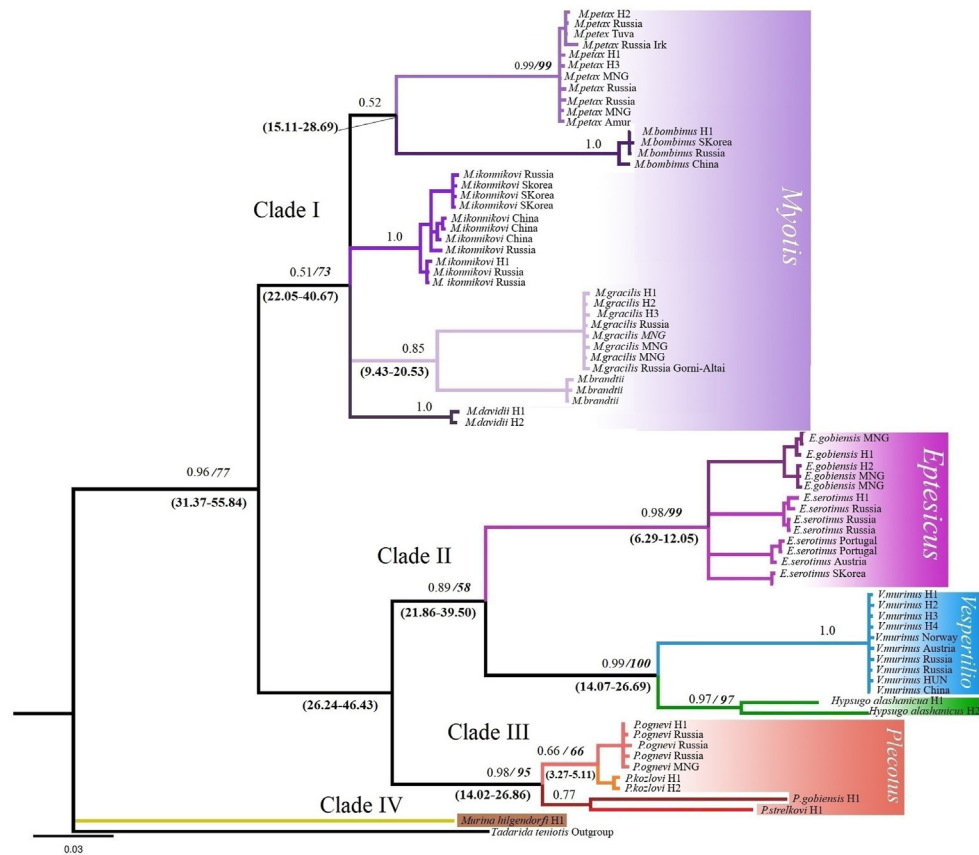 M.petax H2
M.petax Russia
M.petex Tuva
M.petax Russia Irk
M.petax H1
M.petax H3
M.petax MNG
M.petax Russia
M.petax Russia
M.petax MNG
M.petax Amur
0.99/99
0.52
(15.11-28.69)
M.bombinus H1
M.bombinus SKorea
M.bombinus Russia
M.bombinus China
1.0
Myotis
M.ikonnikovi Russia
M.ikonnikovi Skorea
M.ikonnikovi SKorea
M.ikonnikovi SKorea
M.ikonnikovi China
M.ikonnikovi China
M.ikonnikovi China
M.ikonnikovi Russia
M.ikonnikovi H1
M.ikonnikovi Russia
M. ikonnikovi Russia
Clade I
1.0
0.51/73
(22.05-40.67)
M.gracilis H1
M.gracilis H2
M.gracilis H3
M.gracilis Russia
M.gracilis MNG
M.gracilis MNG
M.gracilis MNG
M.gracilis Russia Gorni-Altai
0.85
(9.43-20.53)
M.brandtii
M.brandtii
M.brandtii
1.0
M.davidii H1
M.davidii H2
0.96/77
(31.37-55.84)
E.gobiensis MNG
E.gobiensis H1
E.gobiensis H2
E.gobiensis MNG
E.gobiensis MNG
E.serotinus H1
E.serotinus Russia
E.serotinus Russia
E.serotinus Russia
E.serotinus Portugal
E.serotinus Portugal
E.serotinus Austria
E.serotinus SKorea
Eptesicus
0.98/99
(6.29-12.05)
Clade II
0.89/58
(21.86-39.50)
V.murinus H1
V.murinus H2
V.murinus H3
V.murinus H4
V.murinus Norway
V.murinus Austria
V.murinus Russia
V.murinus Russia
V.murinus HUN
V.murinus China
Vespertilio
1.0
0.99/100
(14.07-26.69)
0.97/ 97
Hypsugo alashanicua H1
Hypsugo alashanicus H2
(26.24-46.43)
Clade III
P.ognevi H1
P.ognevi Russia
P.ognevi Russia
P.ognevi Russia
P.ognevi MNG
P.kozlovi H1
P.kozlovi H2
Plecotus
0.66 / 66
(3.27-5.11)
0.98/ 95
(14.02-26.86)
0.77
P.gobiensis H1
P.strelkovi H1
Clade IV
Murina hilgendorfi H1
Tadarida teniotis Outgroup
0.03